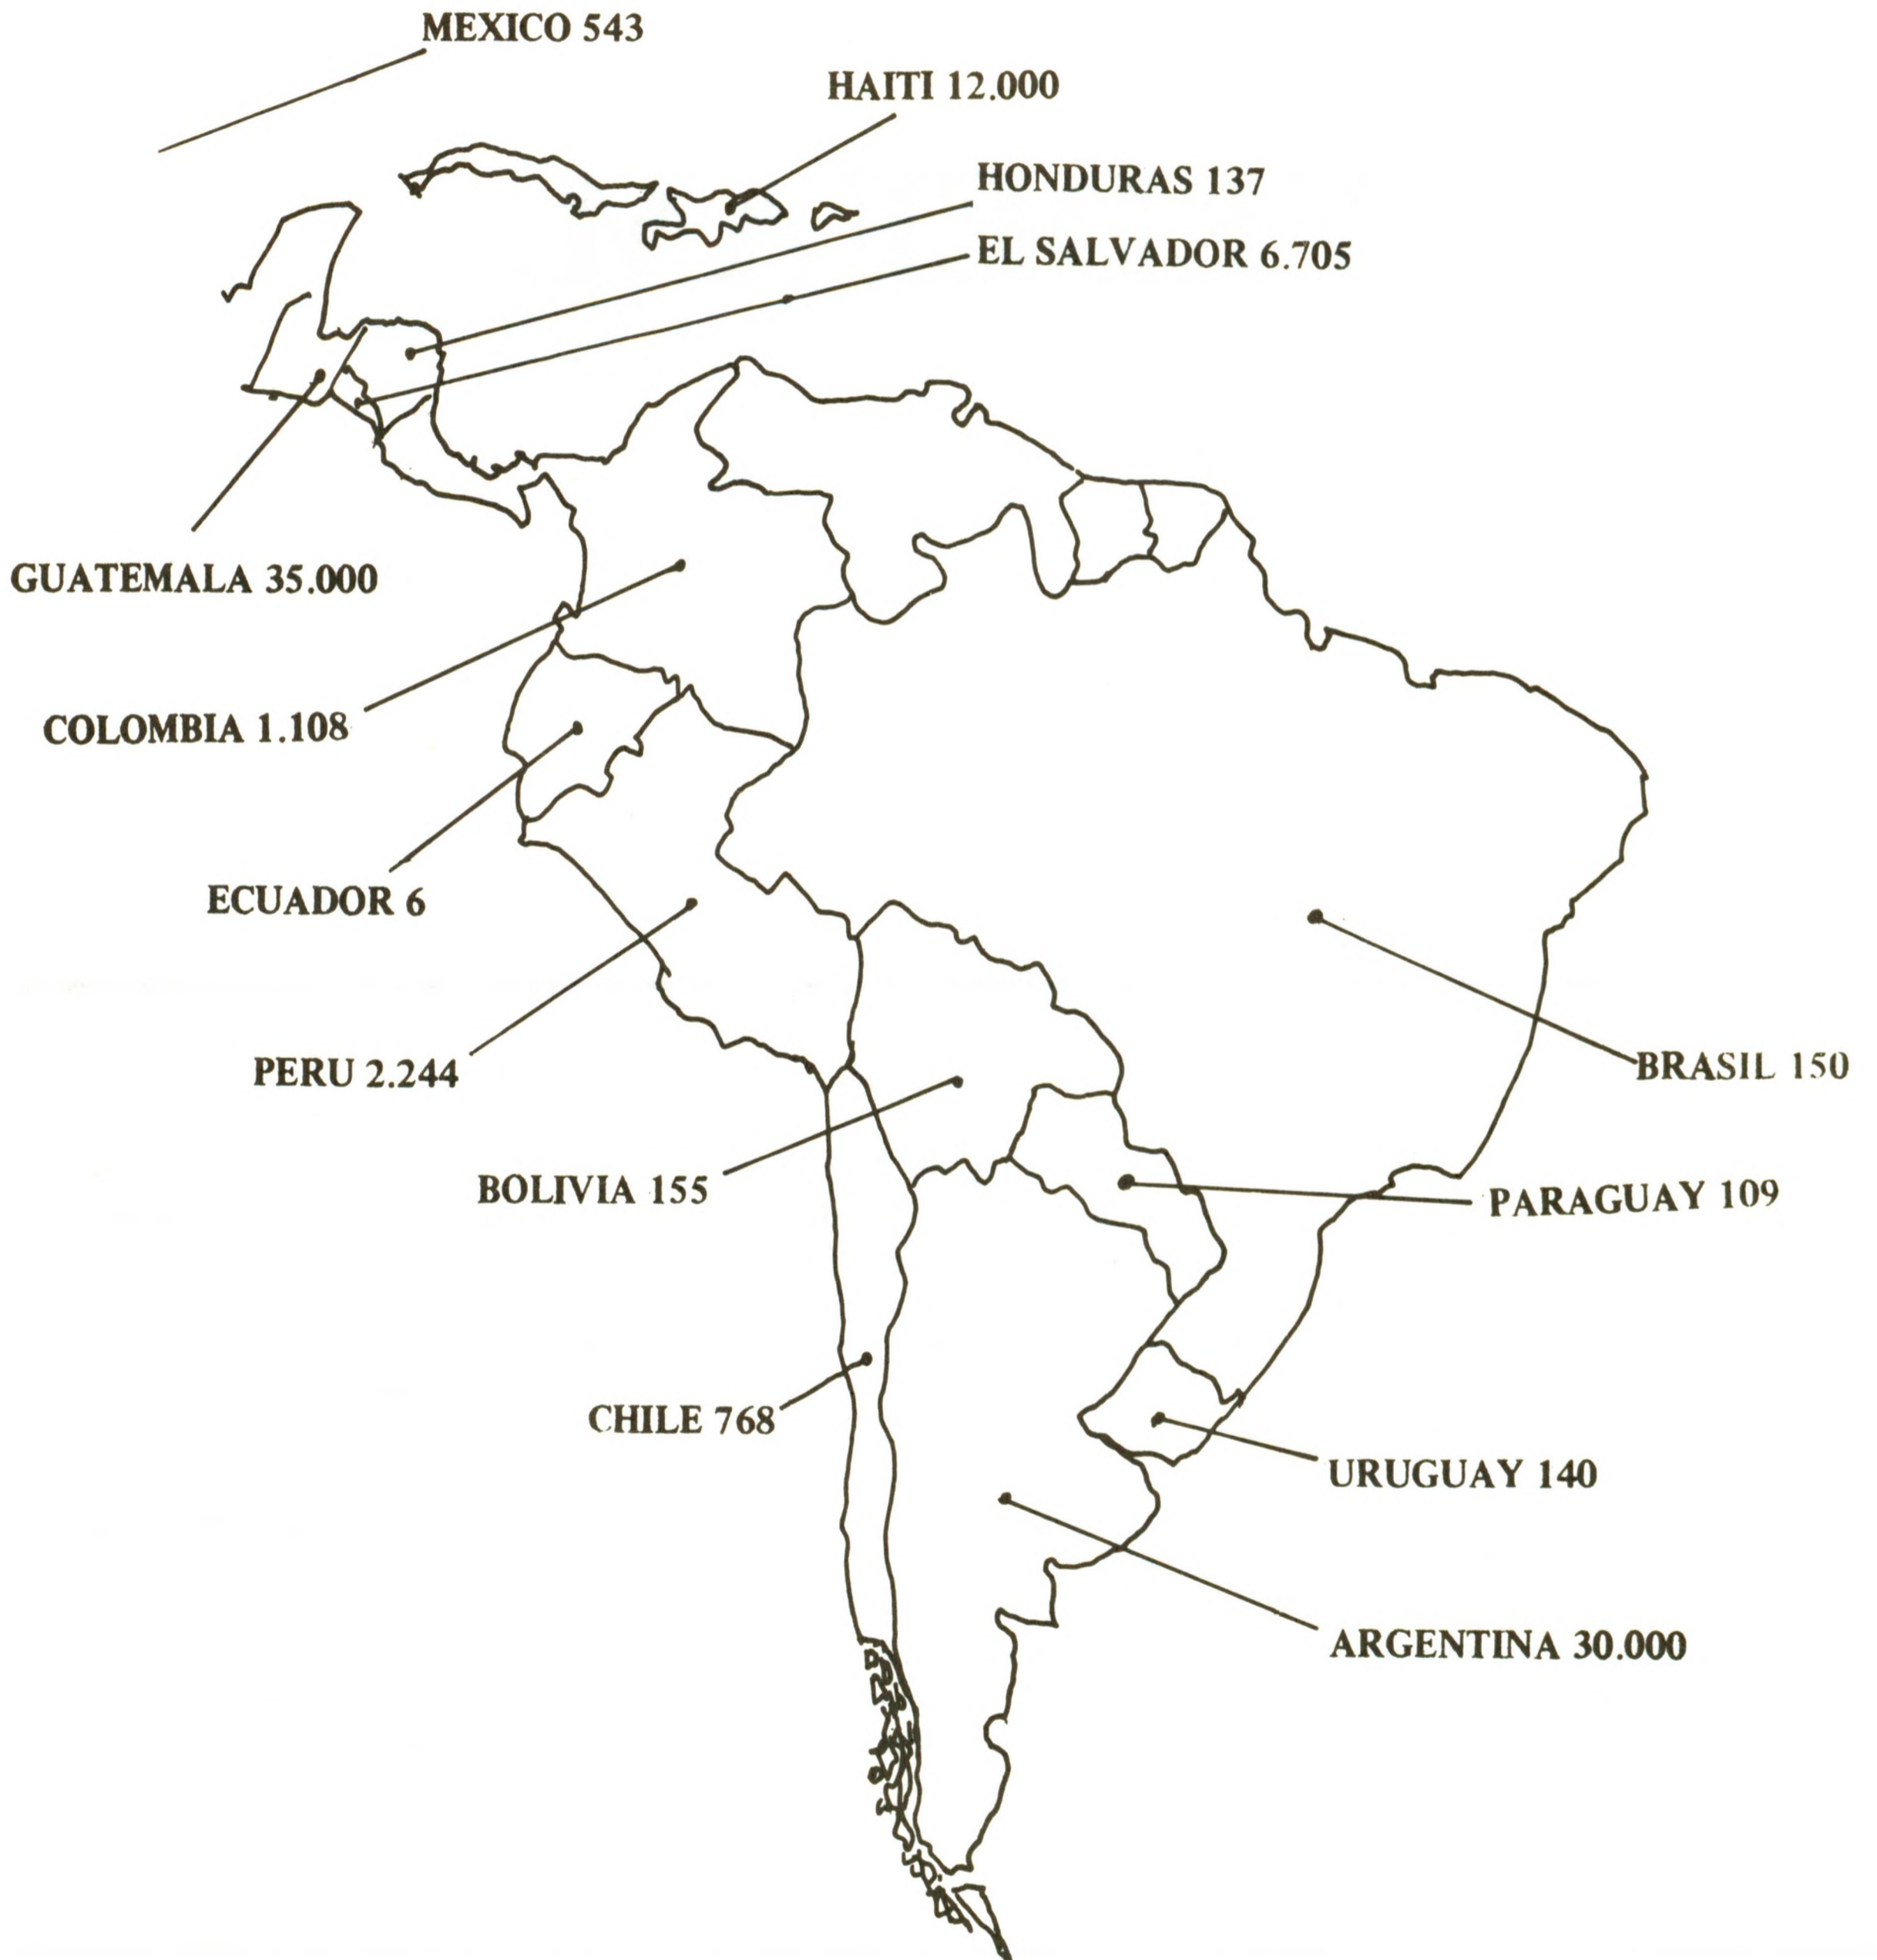 MEXICO 543
HAITI 12.000
HONDURAS 137
EL SALVADOR 6.705
GUATEMALA 35.000
COLOMBIA 1.108
ECUADOR 6
PERU 2.244
BRASIL 150
BOLIVIA 155
PARAGUAY 109
CHILE 768
URUGUAY 140
ARGENTINA 30.000